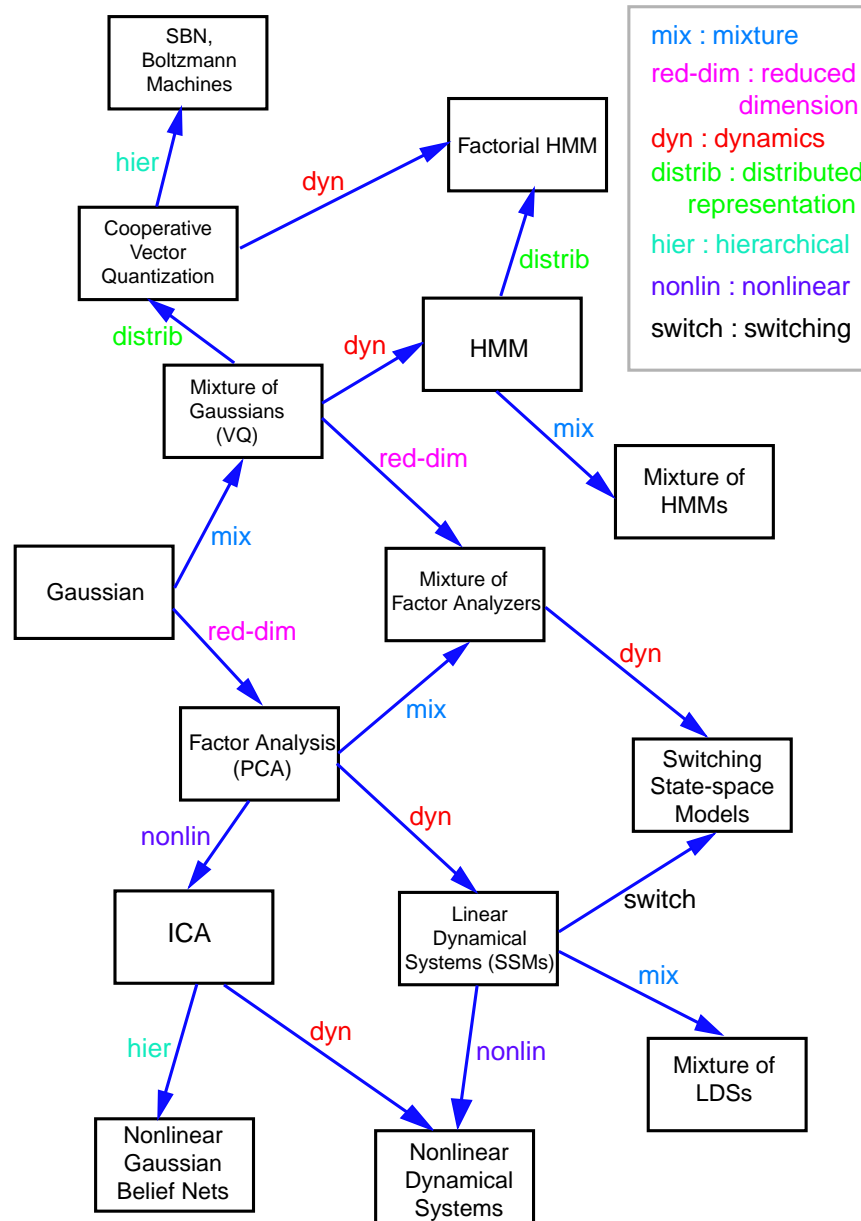 SBN,
Boltzmann
Machines
mix : mixture
red-dim : reduced
dimension
dyn : dynamics
distrib : distributed
representation
hier : hierarchical
nonlin : nonlinear
switch : switching
hier
dyn
Factorial HMM
Cooperative
Vector
Quantization
distrib
distrib
dyn
HMM
Mixture of
Gaussians
(VQ)
mix
red-dim
Mixture of
HMMs
mix
Gaussian
Mixture of
Factor Analyzers
red-dim
dyn
mix
Factor Analysis
(PCA)
Switching
State-space
Models
nonlin
dyn
switch
ICA
Linear
Dynamical
Systems (SSMs)
mix
hier
dyn
nonlin
Mixture of
LDSs
Nonlinear
Gaussian
Belief Nets
Nonlinear
Dynamical
Systems